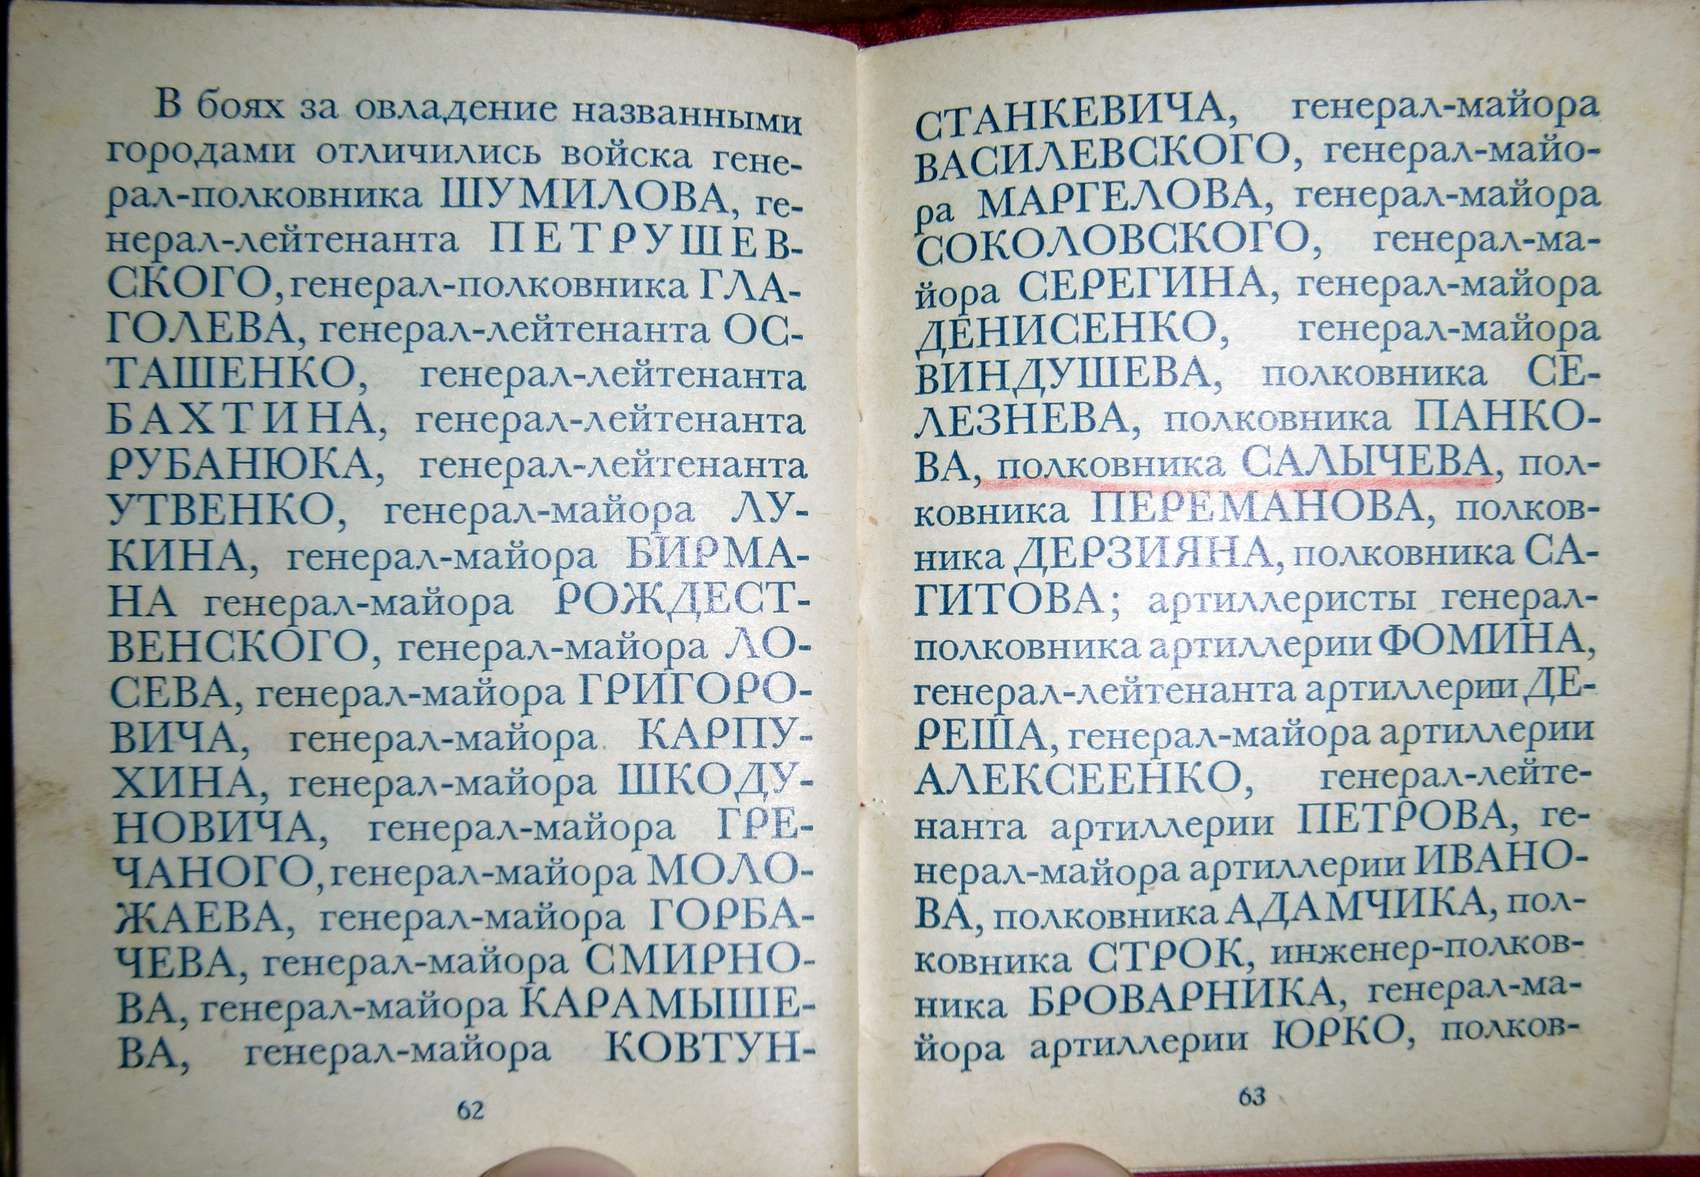 В боях за овладение названными
городами отличились войска гене-
рал-полковника ШУМИЛОВА, ге-
нерал-лейтенанта ПЕТРУШЕВ-
СКОГО, генерал-полковника ГЛА-
ГОЛЕВА, генерал-лейтенанта ОС-
ТАШЕНКО, генерал-лейтенанта
БАХТИНА, генерал-лейтенанта
РУБАНЮКА, генерал-лейтенанта
УТВЕНКО, генерал-майора ЛУ-
КИНА, генерал-майора БИРМА-
НА генерал-майора РОЖДЕСТ-
ВЕНСКОГО, генерал-майора ЛО-
СЕВА, генерал-майора ГРИГОРО-
ВИЧА, генерал-майора КАРПУ-
ХИНА, генерал-майора ШКОДУ-
НОВИЧА, генерал-майора ГРЕ-
ЧАНОГО, генерал-майора МОЛО-
ЖАЕВА, генерал-майора ГОРБА-
ЧЕВА, генерал-майора СМИРНО-
ВА, генерал-майора КАРАМЫШЕ-
ВА, генерал-майора КОВТУН-
62
СТАНКЕВИЧА, генерал-майора
ВАСИЛЕВСКОГО, генерал-майо-
ра МАРГЕЛОВА, генерал-майора
СОКОЛОВСКОГО, генерал-ма-
йора СЕРЕГИНА, генерал-майора
ДЕНИСЕНКО, генерал-майора
ВИНДУШЕВА, полковника СЕ-
ЛЕЗНЕВА, полковника ПАНКО-
ВА, полковника САЛЫЧЕВА, пол-
ковника ПЕРЕМАНОВА, полков-
ника ДЕРЗИЯНА, полковника СА-
ГИТОВА; артиллеристы генерал-
полковника артиллерии ФОМИНА,
генерал-лейтенанта артиллерии ДЕ-
РЕША, генерал-майора артиллерии
АЛЕКСЕЕНКО, генерал-лейте-
нанта артиллерии ПЕТРОВА, ге-
нерал-майора артиллерии ИВАНО-
ВА, полковника АДАМЧИКА, пол-
ковника СТРОК, инженер-полков-
ника БРОВАРНИКА, генерал-ма-
йора артиллерии ЮРКО, полков-
63